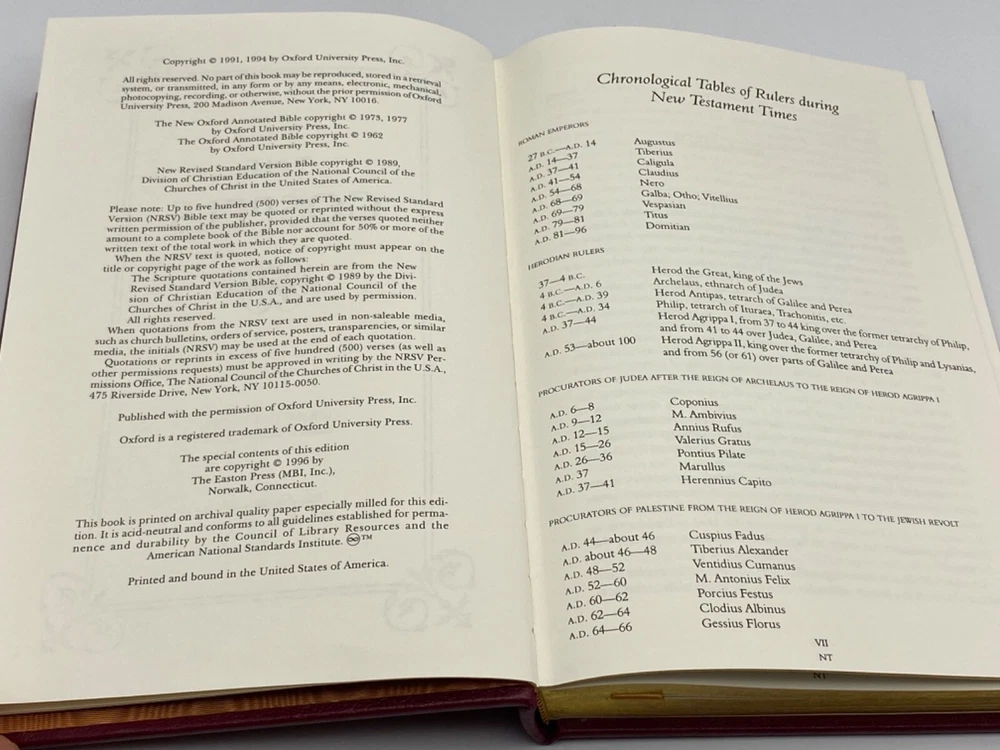 Copyright © 1991, 1994 by Oxford University Press, Inc.
All rights reserved. No part of this book may be reproduced, stored in a retrieval
system, or transmitted, in any form or by any means, electronic, mechanical,
photocopying, recording, or otherwise, without the prior permission of Oxford
University Press, 200 Madison Avenue, New York, NY 10016.
The New Oxford Annotated Bible copyright © 1973, 1977
by Oxford University Press, Inc.
The Oxford Annotated Bible copyright © 1962
by Oxford University Press, Inc.
New Revised Standard Version Bible copyright © 1989,
Division of Christian Education of the National Council of the
Churches of Christ in the United States of America.
Please note: Up to five hundred (500) verses of The New Revised Standard
Version (NRSV) Bible text may be quoted or reprinted without the express
written permission of the publisher, provided that the verses quoted neither
amount to a complete book of the Bible nor account for 50% or more of the
written text of the total work in which they are quoted.
When the NRSV text is quoted, notice of copyright must appear on the
title or copyright page of the work as follows:
The Scripture quotations contained herein are from the New
Revised Standard Version Bible, copyright © 1989 by the Divi-
sion of Christian Education of the National Council of the
Churches of Christ in the U.S.A., and are used by permission.
All rights reserved.
When quotations from the NRSV text are used in non-saleable media,
such as church bulletins, orders of service, posters, transparencies, or similar
media, the initials (NRSV) may be used at the end of each quotation.
Quotations or reprints in excess of five hundred (500) verses (as well as
other permissions requests) must be approved in writing by the NRSV Per-
missions Office, The National Council of the Churches of Christ in the U.S.A.,
475 Riverside Drive, New York, NY 10115-0050.
Published with the permission of Oxford University Press, Inc.
Oxford is a registered trademark of Oxford University Press.
The special contents of this edition
are copyright © 1996 by
The Easton Press (MBI, Inc.),
Norwalk, Connecticut.
This book is printed on archival quality paper especially milled for this edi-
tion. It is acid-neutral and conforms to all guidelines established for perma-
nence and durability by the Council of Library Resources and the
American National Standards Institute. ♾™
Printed and bound in the United States of America.
Chronological Tables of Rulers during
New Testament Times
ROMAN EMPERORS
27 B.C.—A.D. 14 Augustus
A.D. 14—37 Tiberius
A.D. 37—41 Caligula
A.D. 41—54 Claudius
A.D. 54—68 Nero
A.D. 68—69 Galba; Otho; Vitellius
A.D. 69—79 Vespasian
A.D. 79—81 Titus
A.D. 81—96 Domitian
HERODIAN RULERS
37—4 B.C. Herod the Great, king of the Jews
4 B.C.—A.D. 6 Archelaus, ethnarch of Judea
4 B.C.—A.D. 39 Herod Antipas, tetrarch of Galilee and Perea
4 B.C.—A.D. 34 Philip, tetrarch of Ituraea, Trachonitis, etc.
A.D. 37—44 Herod Agrippa I, from 37 to 44 king over the former tetrarchy of Philip,
and from 41 to 44 over Judea, Galilee, and Perea
A.D. 53—about 100 Herod Agrippa II, king over the former tetrarchy of Philip and Lysanias,
and from 56 (or 61) over parts of Galilee and Perea
PROCURATORS OF JUDEA AFTER THE REIGN OF ARCHELAUS TO THE REIGN OF HEROD AGRIPPA I
A.D. 6—8 Coponius
A.D. 9—12 M. Ambivius
A.D. 12—15 Annius Rufus
A.D. 15—26 Valerius Gratus
A.D. 26—36 Pontius Pilate
A.D. 37 Marullus
A.D. 37—41 Herennius Capito
PROCURATORS OF PALESTINE FROM THE REIGN OF HEROD AGRIPPA I TO THE JEWISH REVOLT
A.D. 44—about 46 Cuspius Fadus
A.D. about 46—48 Tiberius Alexander
A.D. 48—52 Ventidius Cumanus
A.D. 52—60 M. Antonius Felix
A.D. 60—62 Porcius Festus
A.D. 62—64 Clodius Albinus
A.D. 64—66 Gessius Florus
VII
NT
NT